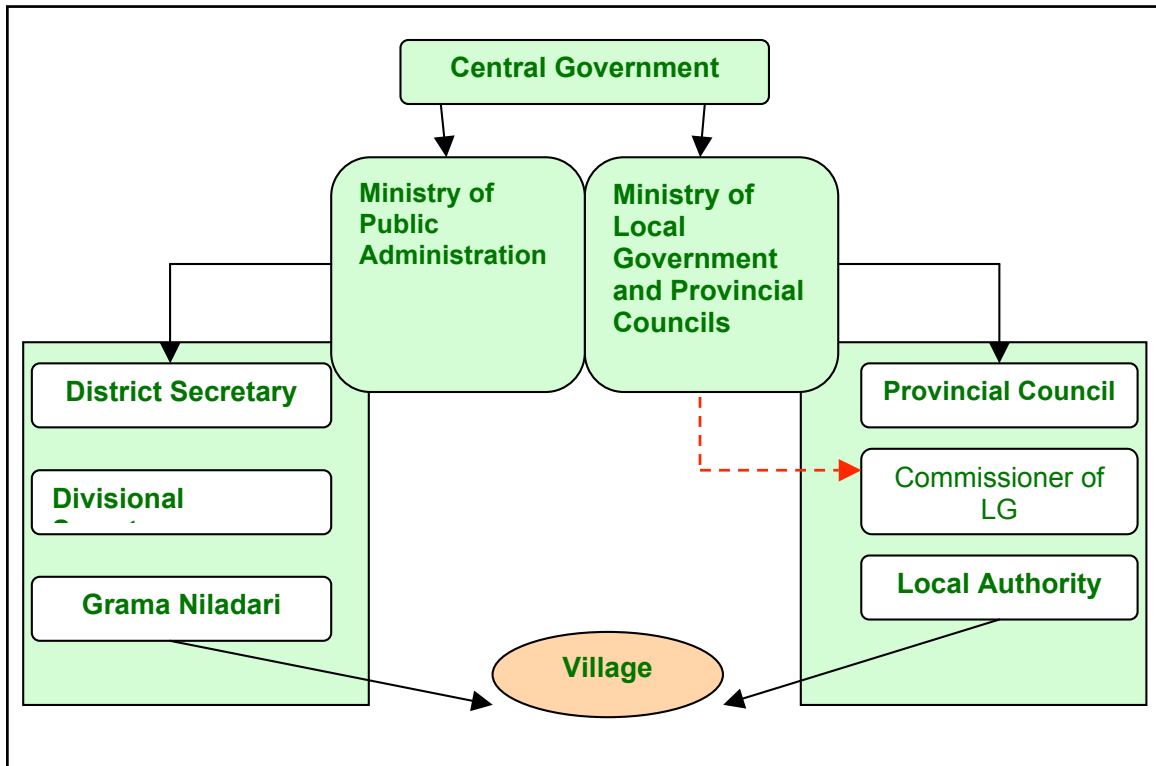 Central Government
Ministry of
Public
Administration
Ministry of
Local
Government
and Provincial
Councils
District Secretary
Divisional
Grama Niladari
Provincial Council
Commissioner of
LG
Local Authority
Village